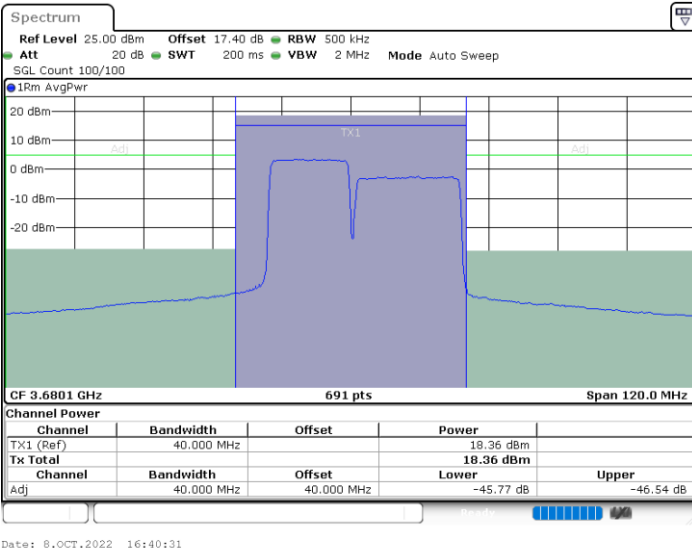 Spectrum
Ref Level 25.00 dBm Offset 17.40 dB RBW 500 kHz
Att 20 dB SWT 200 ms VBW 2 MHz Mode Auto Sweep
SGL Count 100/100
1Rm AvgPwr
20 dBm
TX1
10 dBm
Adj Adj
0 dBm
-10 dBm
-20 dBm
CF 3.6801 GHz 691 pts Span 120.0 MHz
Channel Power
Channel Bandwidth Offset Power
TX1 (Ref) 40.000 MHz 18.36 dBm
Tx Total 18.36 dBm
Channel Bandwidth Offset Lower Upper
Adj 40.000 MHz 40.000 MHz -45.77 dB -46.54 dB
Ready
Date: 8.OCT.2022 16:40:31